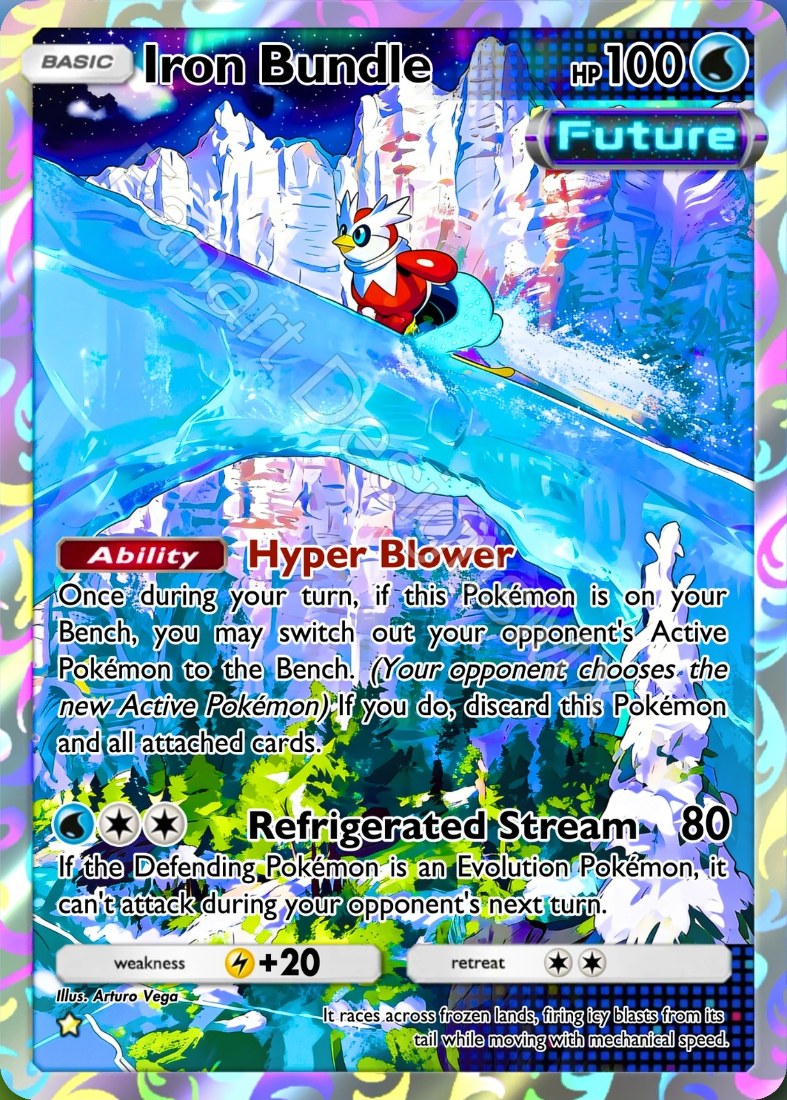 BASIC Iron Bundle HP 100
Future
Ability Hyper Blower
Once during your turn, if this Pokémon is on your
Bench, you may switch out your opponent's Active
Pokémon to the Bench. (Your opponent chooses the
new Active Pokémon) If you do, discard this Pokémon
and all attached cards.
Refrigerated Stream 80
If the Defending Pokémon is an Evolution Pokémon, it
can't attack during your opponent's next turn.
weakness +20 retreat
Illus. Arturo Vega
It races across frozen lands, firing icy blasts from its
tail while moving with mechanical speed.